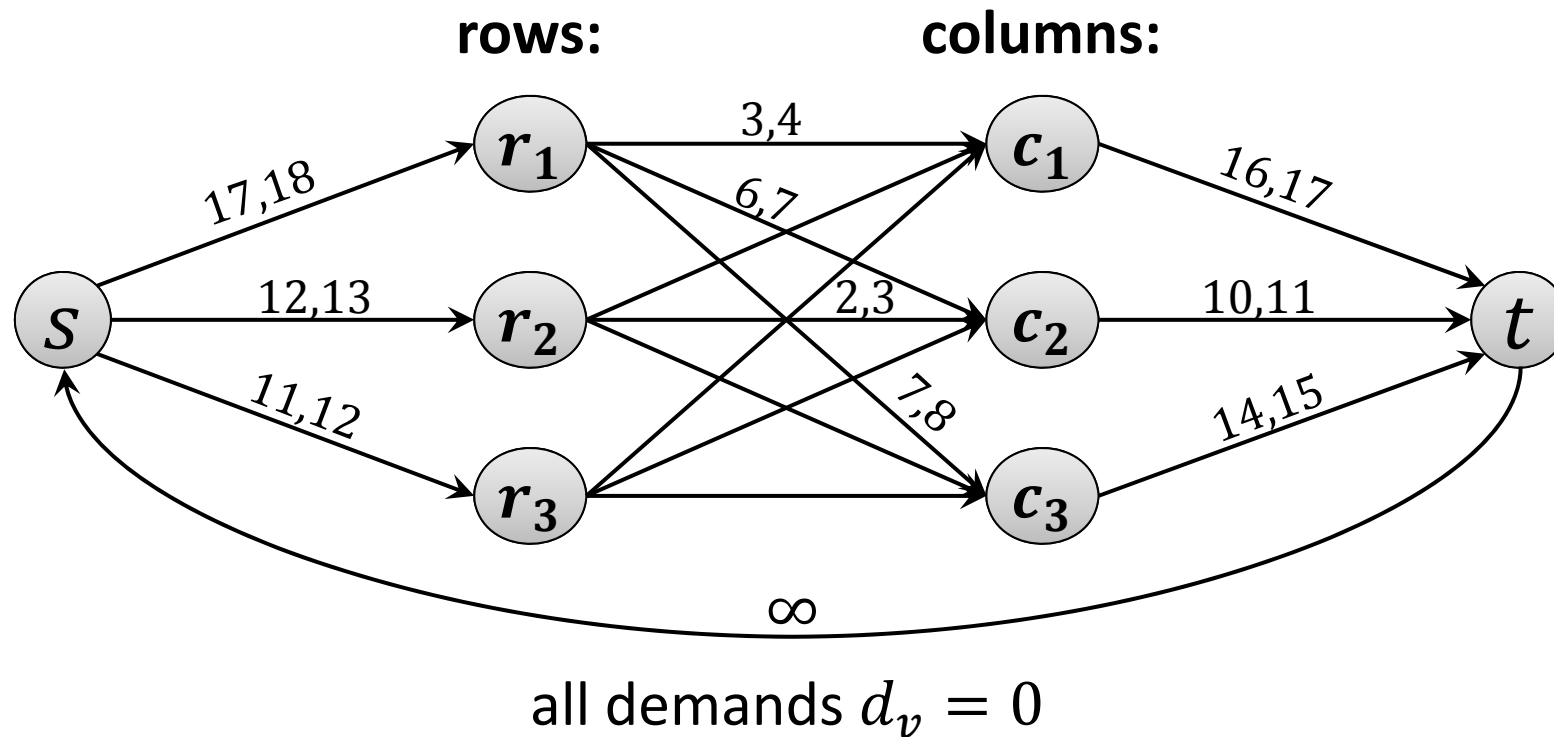 rows:
columns:
r₁
3,4
c₁
17,18
6,7
16,17
s
12,13
r₂
2,3
c₂
10,11
t
11,12
7,8
14,15
r₃
c₃
∞
all demands dᵥ = 0